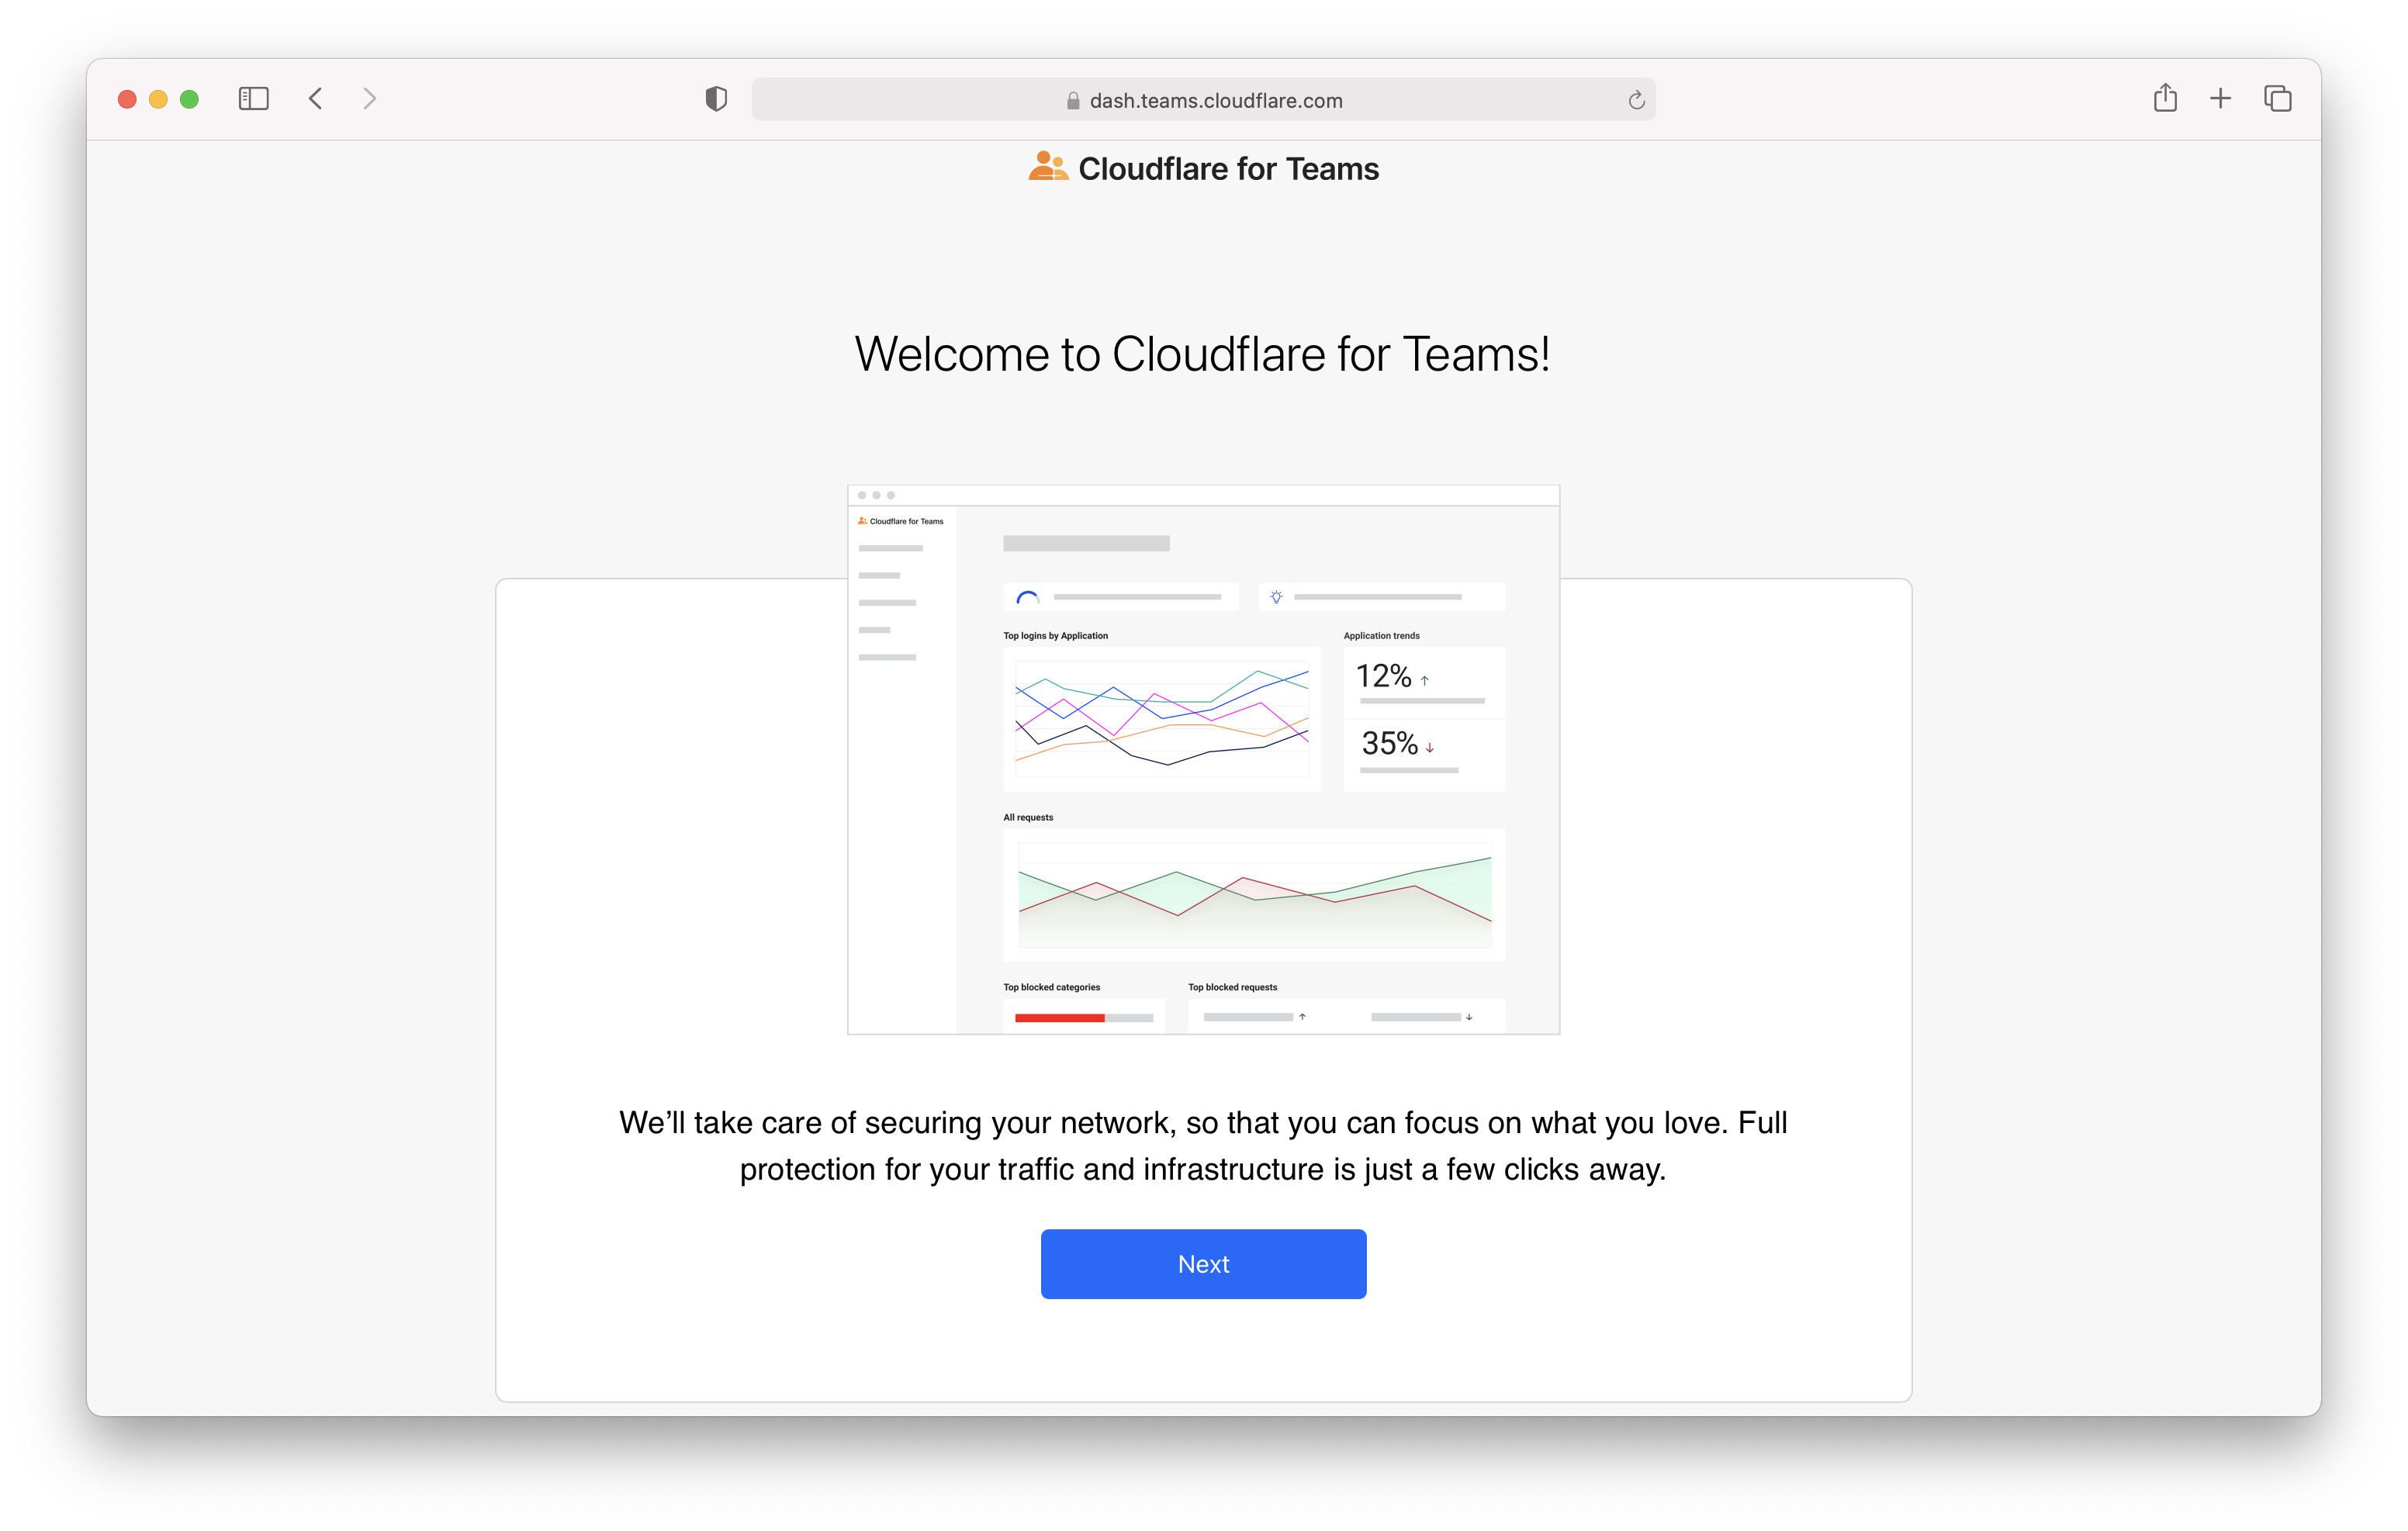 dash.teams.cloudflare.com
Cloudflare for Teams
Welcome to Cloudflare for Teams!
Cloudflare for Teams
Top logins by Application
Application trends
12% ↑
35% ↓
All requests
Top blocked categories
Top blocked requests
We’ll take care of securing your network, so that you can focus on what you love. Full
protection for your traffic and infrastructure is just a few clicks away.
Next